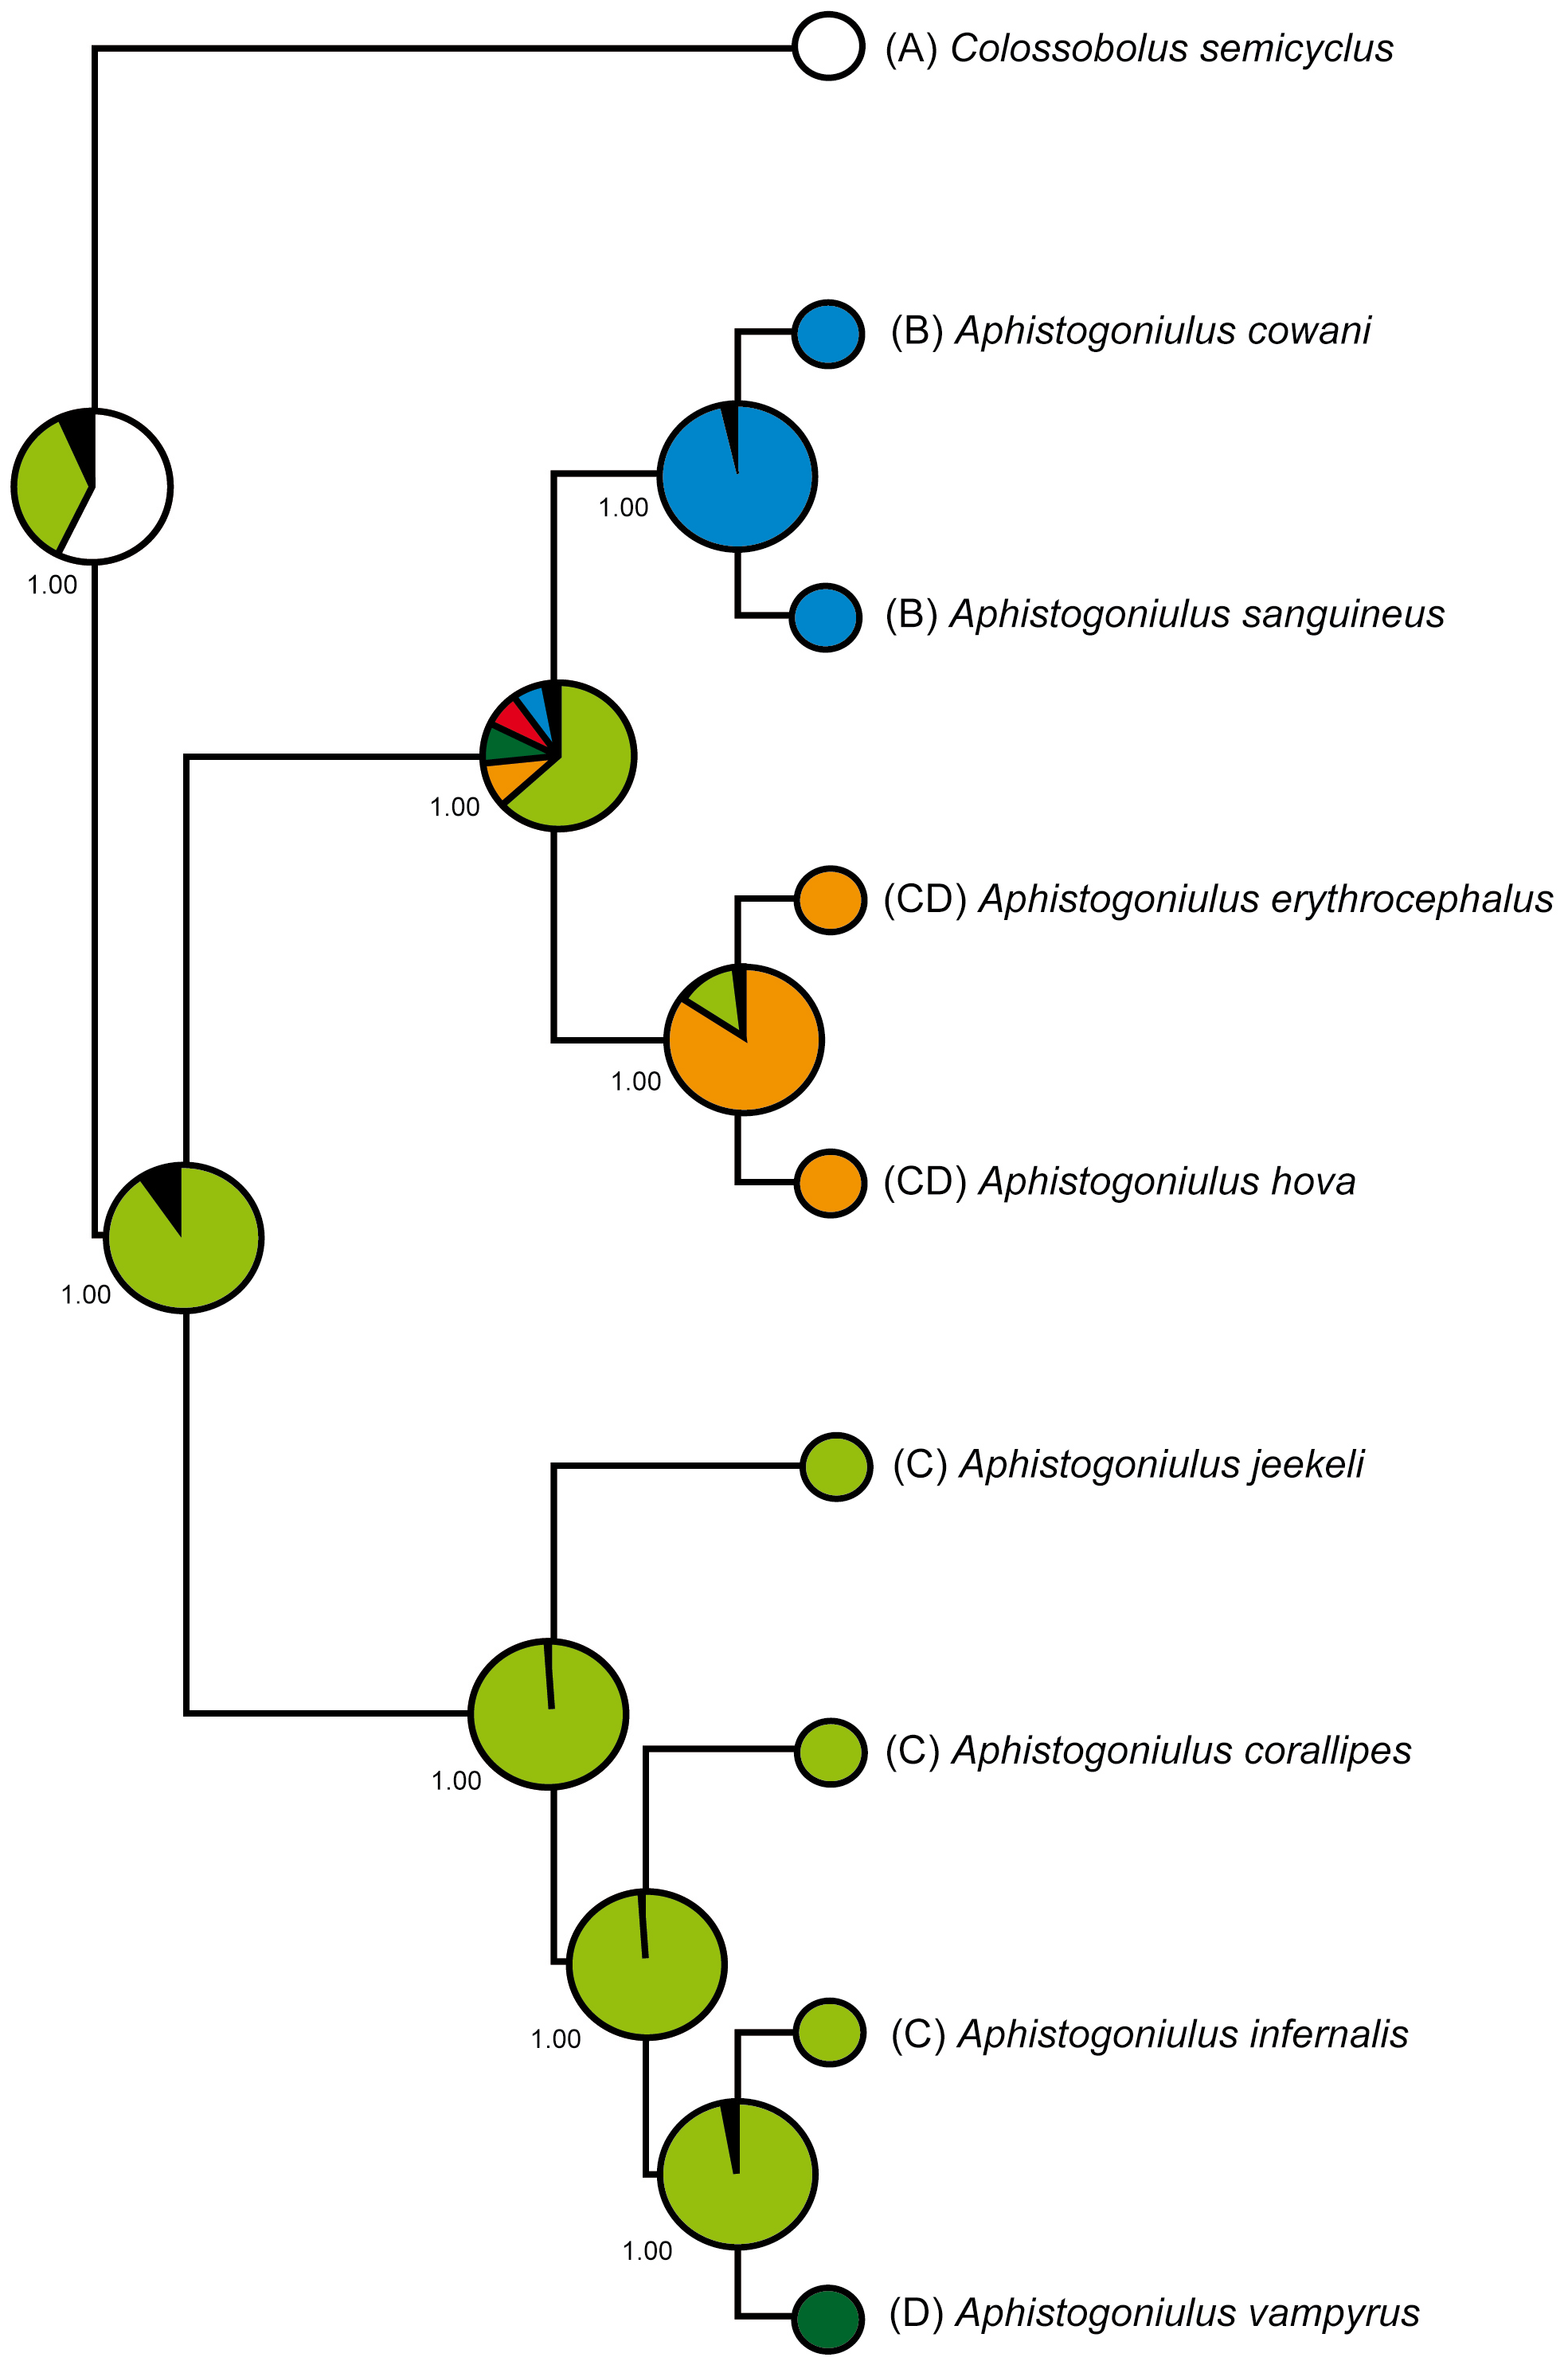 (A) Colossobolus semicyclus
(B) Aphistogoniulus cowani
1.00
1.00
(B) Aphistogoniulus sanguineus
1.00
(CD) Aphistogoniulus erythrocephalus
1.00
(CD) Aphistogoniulus hova
1.00
(C) Aphistogoniulus jeekeli
(C) Aphistogoniulus corallipes
1.00
(C) Aphistogoniulus infernalis
1.00
1.00
(D) Aphistogoniulus vampyrus